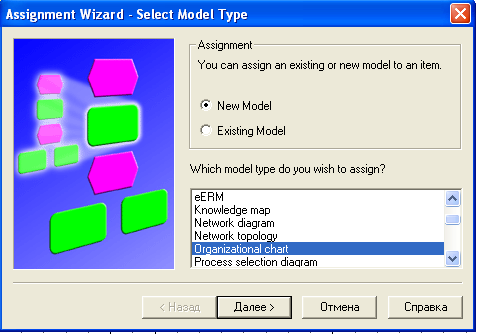 Assignment Wizard - Select Model Type
Assignment
You can assign an existing or new model to an item.
New Model
Existing Model
Which model type do you wish to assign?
eERM
Knowledge map
Network diagram
Network topology
Organizational chart
Process selection diagram
< Назад Далее > Отмена Справка